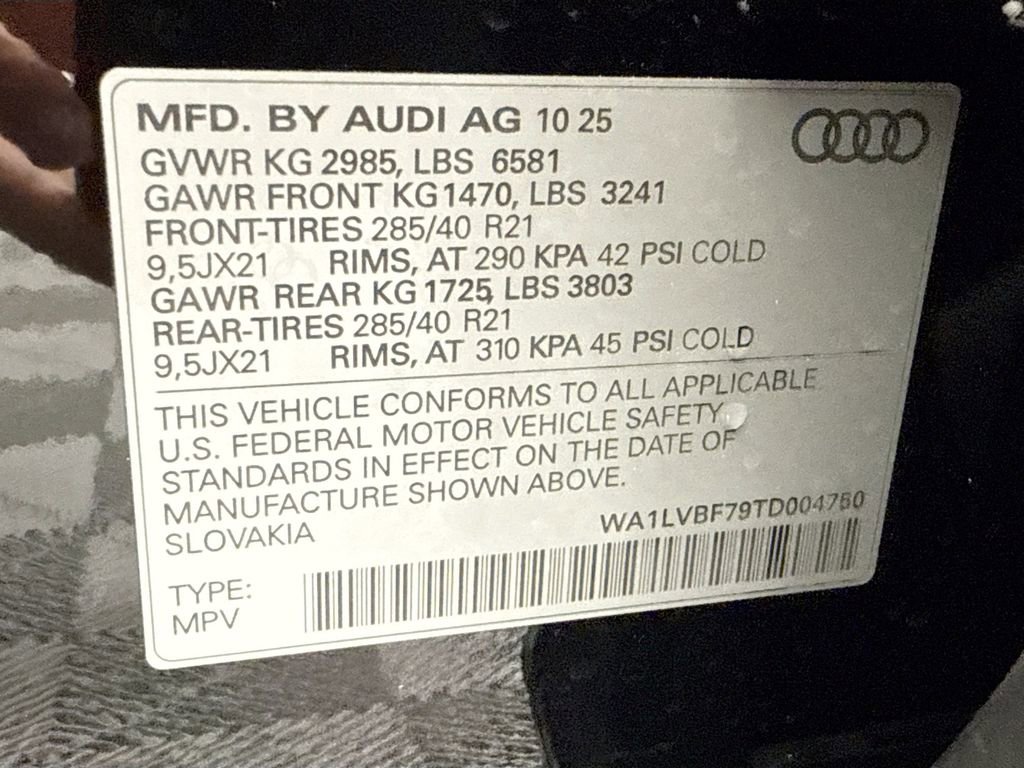 MFD. BY AUDI AG 10 25
GVWR KG 2985, LBS 6581
GAWR FRONT KG1470, LBS 3241
FRONT-TIRES 285/40 R21
9,5JX21 RIMS, AT 290 KPA 42 PSI COLD
GAWR REAR KG 1725, LBS 3803
REAR-TIRES 285/40 R21
9,5JX21 RIMS, AT 310 KPA 45 PSI COLD
THIS VEHICLE CONFORMS TO ALL APPLICABLE
U.S. FEDERAL MOTOR VEHICLE SAFETY
STANDARDS IN EFFECT ON THE DATE OF
MANUFACTURE SHOWN ABOVE.
SLOVAKIA
WA1LVBF79TD004750
TYPE:
MPV